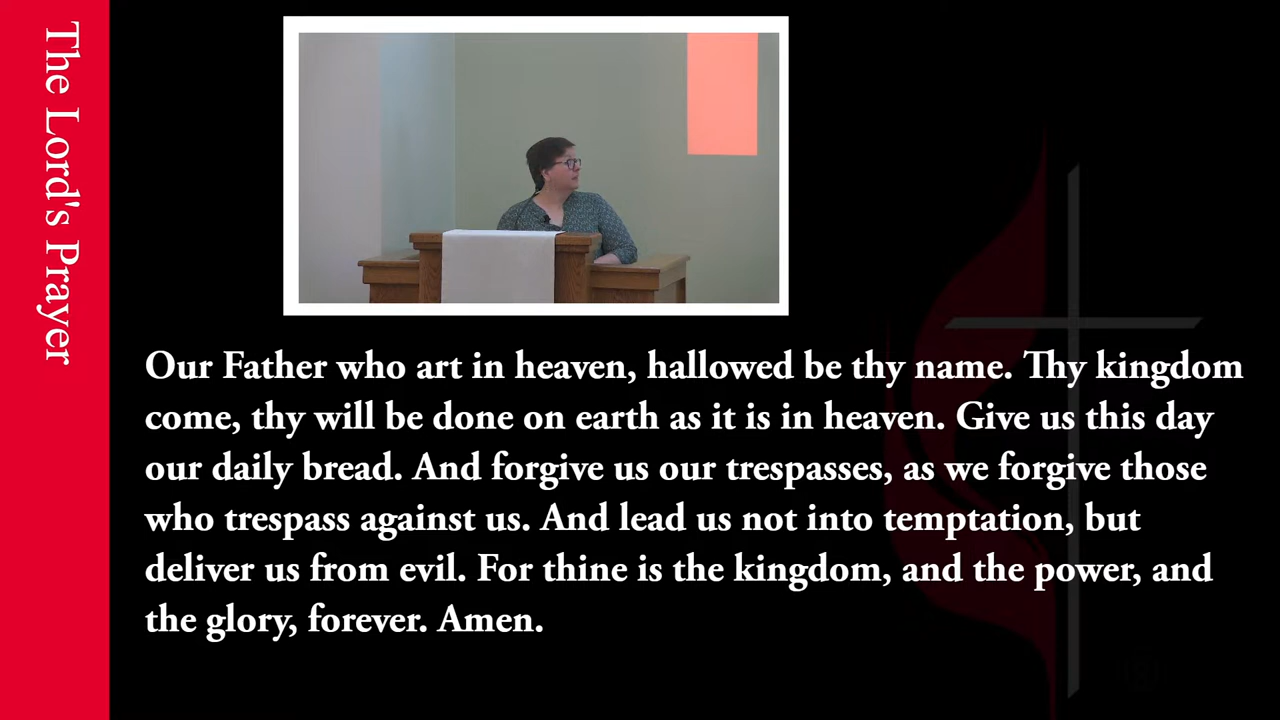 The Lord's Prayer
Our Father who art in heaven, hallowed be thy name. Thy kingdom
come, thy will be done on earth as it is in heaven. Give us this day
our daily bread. And forgive us our trespasses, as we forgive those
who trespass against us. And lead us not into temptation, but
deliver us from evil. For thine is the kingdom, and the power, and
the glory, forever. Amen.